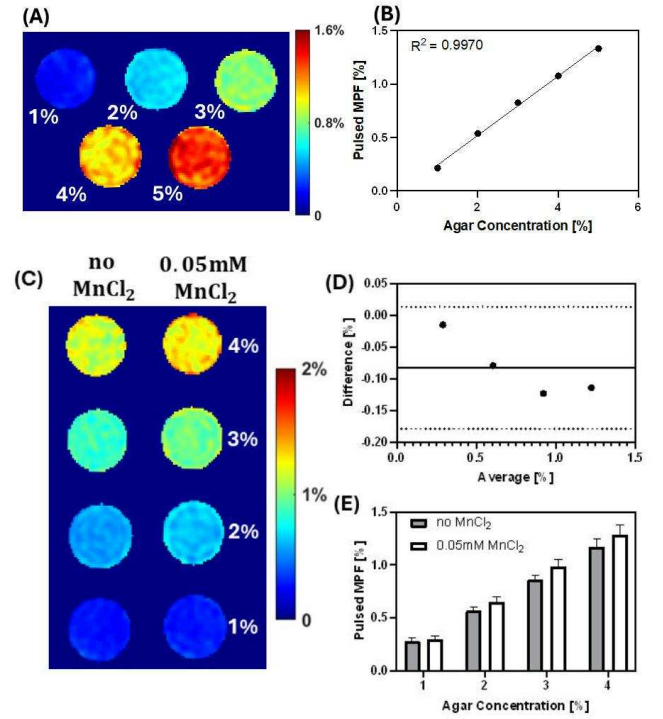 (A)
1%
2%
3%
4%
5%
1.6%
0.8%
0
(B)
R² = 0.9970
Pulsed MPF [%]
1.5
1.0
0.5
0.0
0 2 4 6
Agar Concentration [%]
(C)
no MnCl₂
0.05mM MnCl₂
4%
3%
2%
1%
2%
1%
0
(D)
Difference [%]
0.05
0.00
-0.05
-0.10
-0.15
-0.20
0.0 0.5 1.0 1.5
Average [%]
(E)
no MnCl₂
0.05mM MnCl₂
Pulsed MPF [%]
1.5
1.0
0.5
0.0
1 2 3 4
Agar Concentration [%]